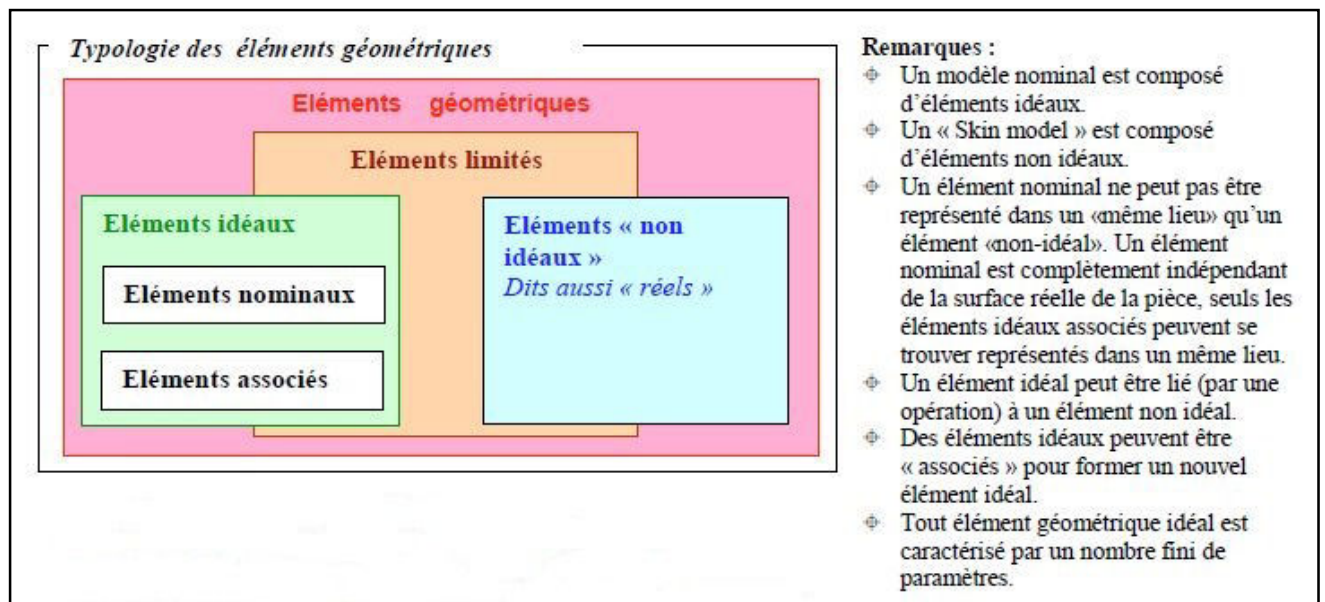 Typologie des éléments géométriques
Eléments géométriques
Eléments limités
Eléments idéaux
Eléments nominaux
Eléments associés
Eléments « non
idéaux »
Dits aussi « réels »
Remarques :
Un modèle nominal est composé
d’éléments idéaux.
Un « Skin model » est composé
d’éléments non idéaux.
Un élément nominal ne peut pas être
représenté dans un «même lieu» qu’un
élément «non-idéal». Un élément
nominal est complètement indépendant
de la surface réelle de la pièce, seuls les
éléments idéaux associés peuvent se
trouver représentés dans un même lieu.
Un élément idéal peut être lié (par une
opération) à un élément non idéal.
Des éléments idéaux peuvent être
« associés » pour former un nouvel
élément idéal.
Tout élément géométrique idéal est
caractérisé par un nombre fini de
paramètres.